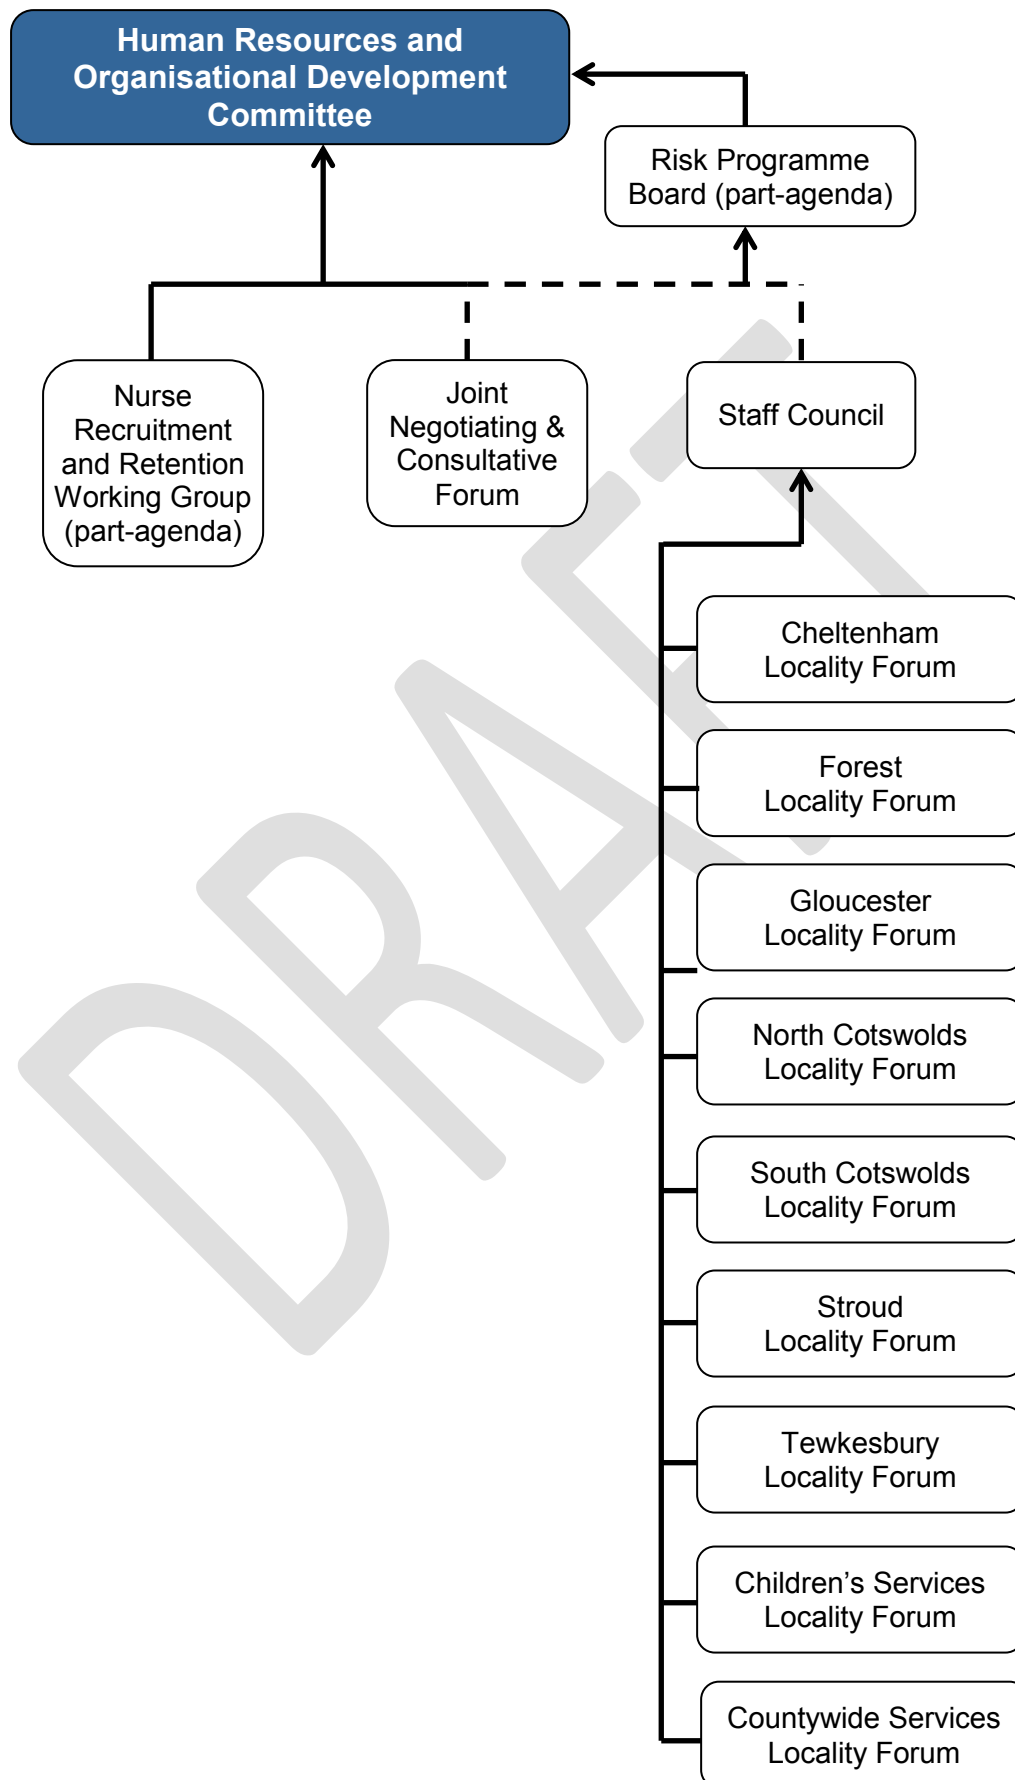 Human Resources and
Organisational Development
Committee
Risk Programme
Board (part-agenda)
Nurse
Recruitment
and Retention
Working Group
(part-agenda)
Joint
Negotiating &
Consultative
Forum
Staff Council
Cheltenham
Locality Forum
Forest
Locality Forum
Gloucester
Locality Forum
North Cotswolds
Locality Forum
South Cotswolds
Locality Forum
Stroud
Locality Forum
Tewkesbury
Locality Forum
Children’s Services
Locality Forum
Countywide Services
Locality Forum
DRAFT